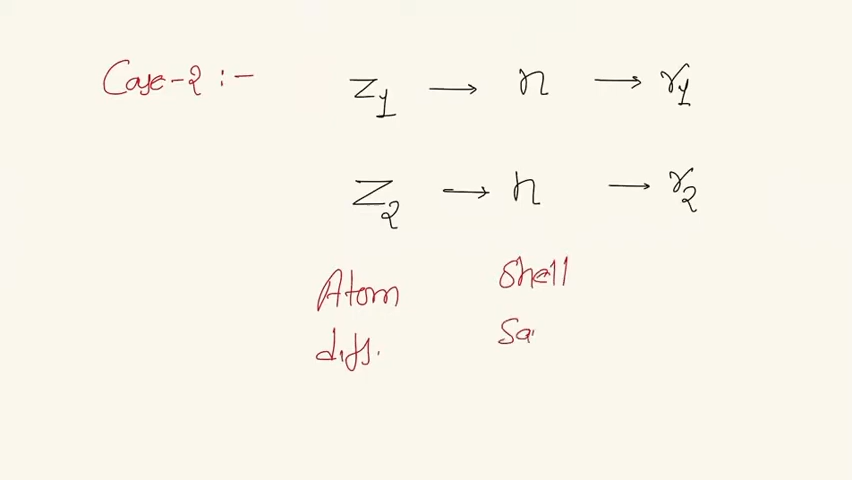 Case-2 :-
Z1 → n → r1
Z2 → n → r2
Atom Shell
diff. Sa